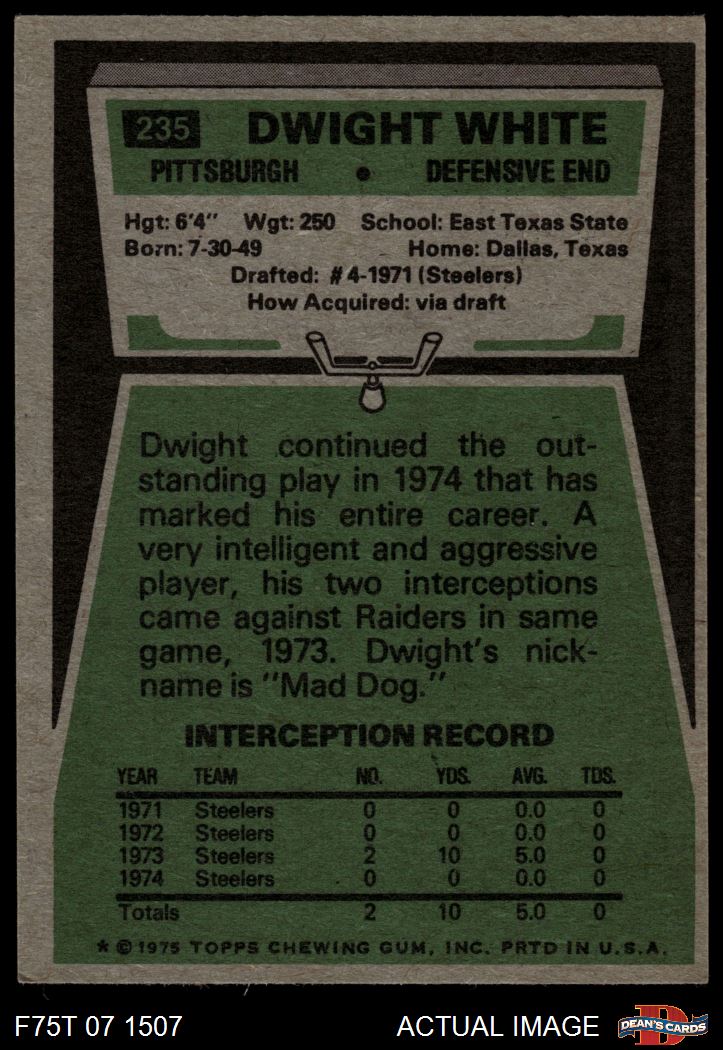 235 DWIGHT WHITE
PITTSBURGH • DEFENSIVE END
Hgt: 6'4" Wgt: 250 School: East Texas State
Born: 7-30-49 Home: Dallas, Texas
Drafted: #4-1971 (Steelers)
How Acquired: via draft
Dwight continued the out-
standing play in 1974 that has
marked his entire career. A
very intelligent and aggressive
player, his two interceptions
came against Raiders in same
game, 1973. Dwight's nick-
name is "Mad Dog."
INTERCEPTION RECORD
YEAR TEAM NO. YDS. AVG. TDS.
1971 Steelers 0 0 0.0 0
1972 Steelers 0 0 0.0 0
1973 Steelers 2 10 5.0 0
1974 Steelers 0 0 0.0 0
Totals 2 10 5.0 0
* © 1975 TOPPS CHEWING GUM, INC. PRTD IN U.S.A.
F75T 07 1507 ACTUAL IMAGE DEAN'S CARDS